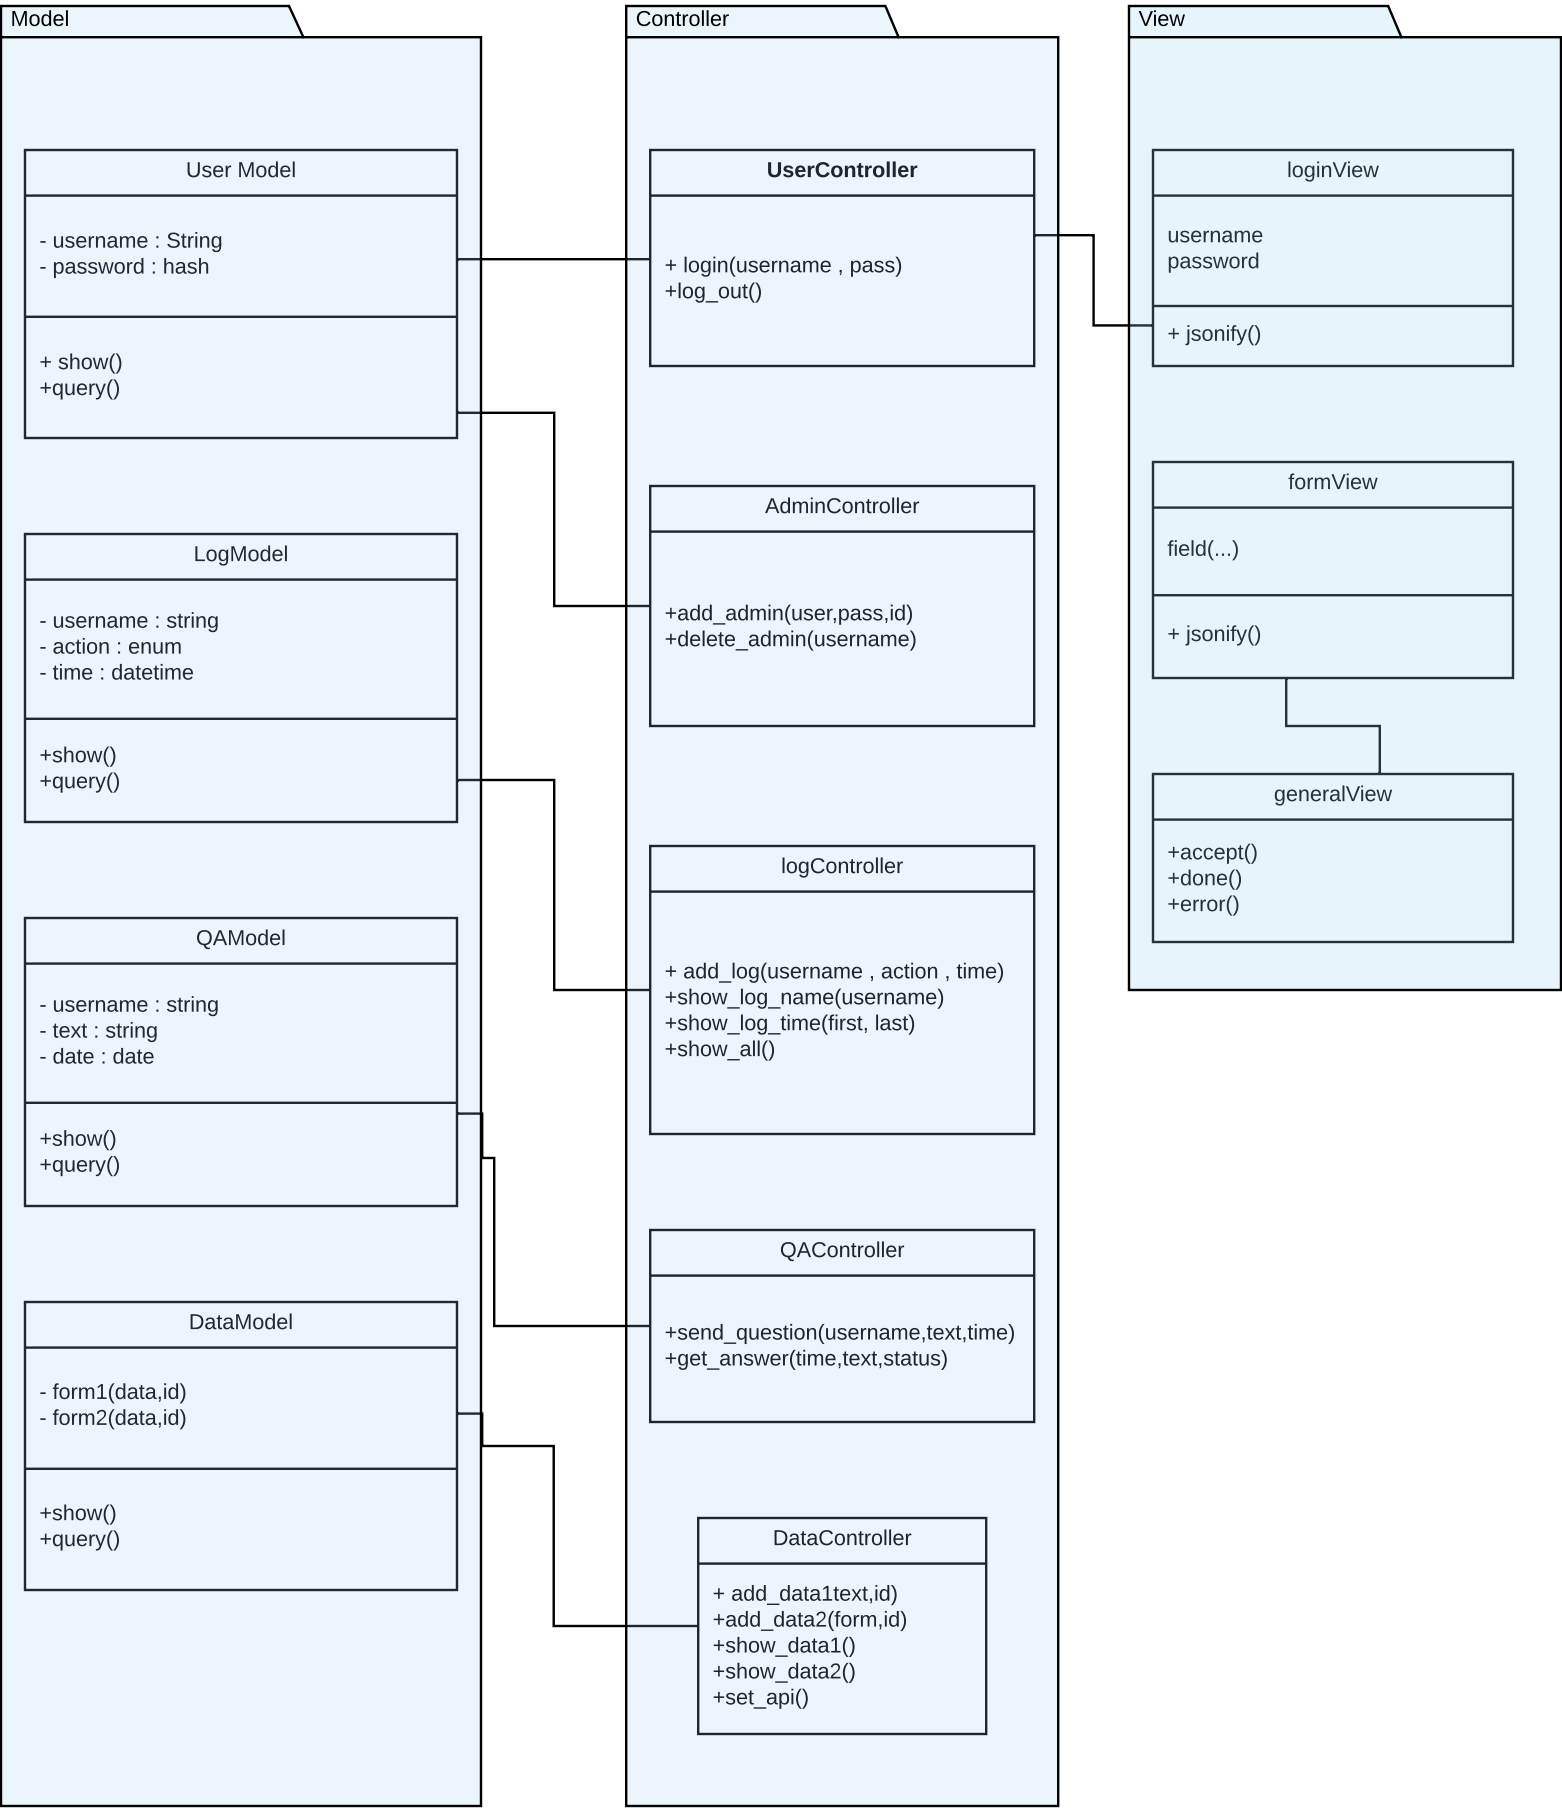 Model
User Model
- username : String
- password : hash
+ show()
+query()
LogModel
- username : string
- action : enum
- time : datetime
+show()
+query()
QAModel
- username : string
- text : string
- date : date
+show()
+query()
DataModel
- form1(data,id)
- form2(data,id)
+show()
+query()
Controller
UserController
+ login(username , pass)
+log_out()
AdminController
+add_admin(user,pass,id)
+delete_admin(username)
logController
+ add_log(username , action , time)
+show_log_name(username)
+show_log_time(first, last)
+show_all()
QAController
+send_question(username,text,time)
+get_answer(time,text,status)
DataController
+ add_data1text,id)
+add_data2(form,id)
+show_data1()
+show_data2()
+set_api()
View
loginView
username
password
+ jsonify()
formView
field(...)
+ jsonify()
generalView
+accept()
+done()
+error()